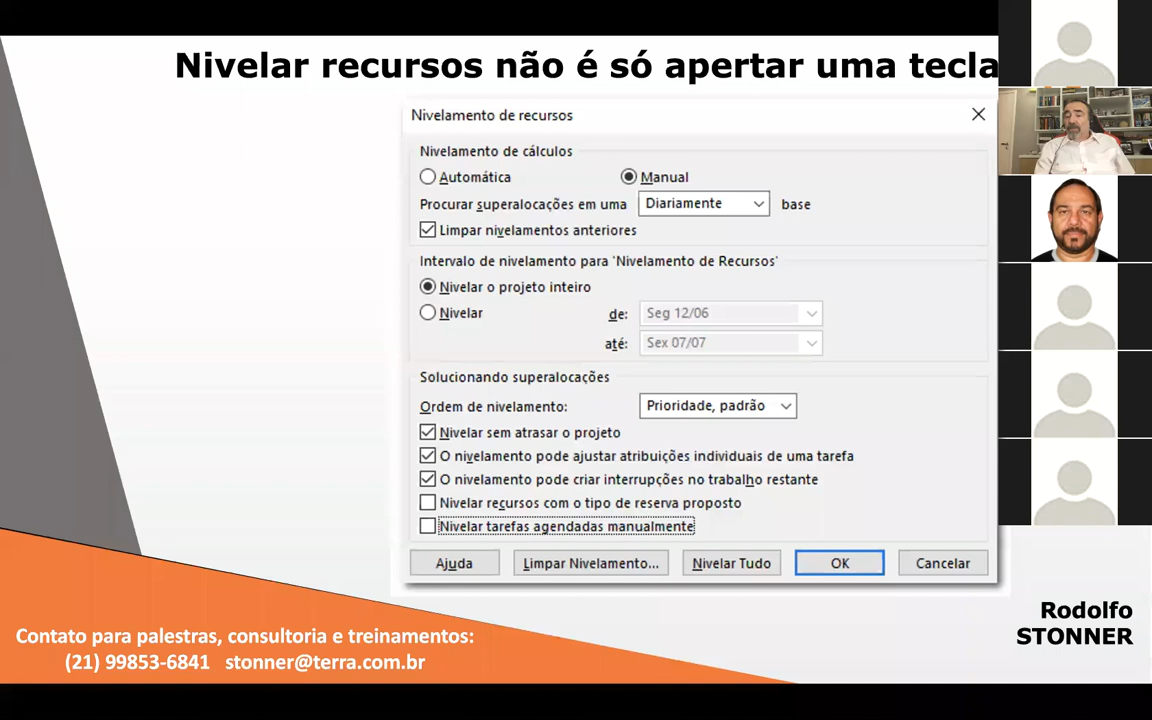 Nivelar recursos não é só apertar uma tecla
Nivelamento de recursos
Nivelamento de cálculos
Automática
Manual
Procurar superalocações em uma
Diariamente
base
Limpar nivelamentos anteriores
Intervalo de nivelamento para 'Nivelamento de Recursos'
Nivelar o projeto inteiro
Nivelar
de:
Seg 12/06
até:
Sex 07/07
Solucionando superalocações
Ordem de nivelamento:
Prioridade, padrão
Nivelar sem atrasar o projeto
O nivelamento pode ajustar atribuições individuais de uma tarefa
O nivelamento pode criar interrupções no trabalho restante
Nivelar recursos com o tipo de reserva proposto
Nivelar tarefas agendadas manualmente
Ajuda
Limpar Nivelamento...
Nivelar Tudo
OK
Cancelar
Rodolfo
STONNER
Contato para palestras, consultoria e treinamentos:
(21) 99853-6841 stonner@terra.com.br